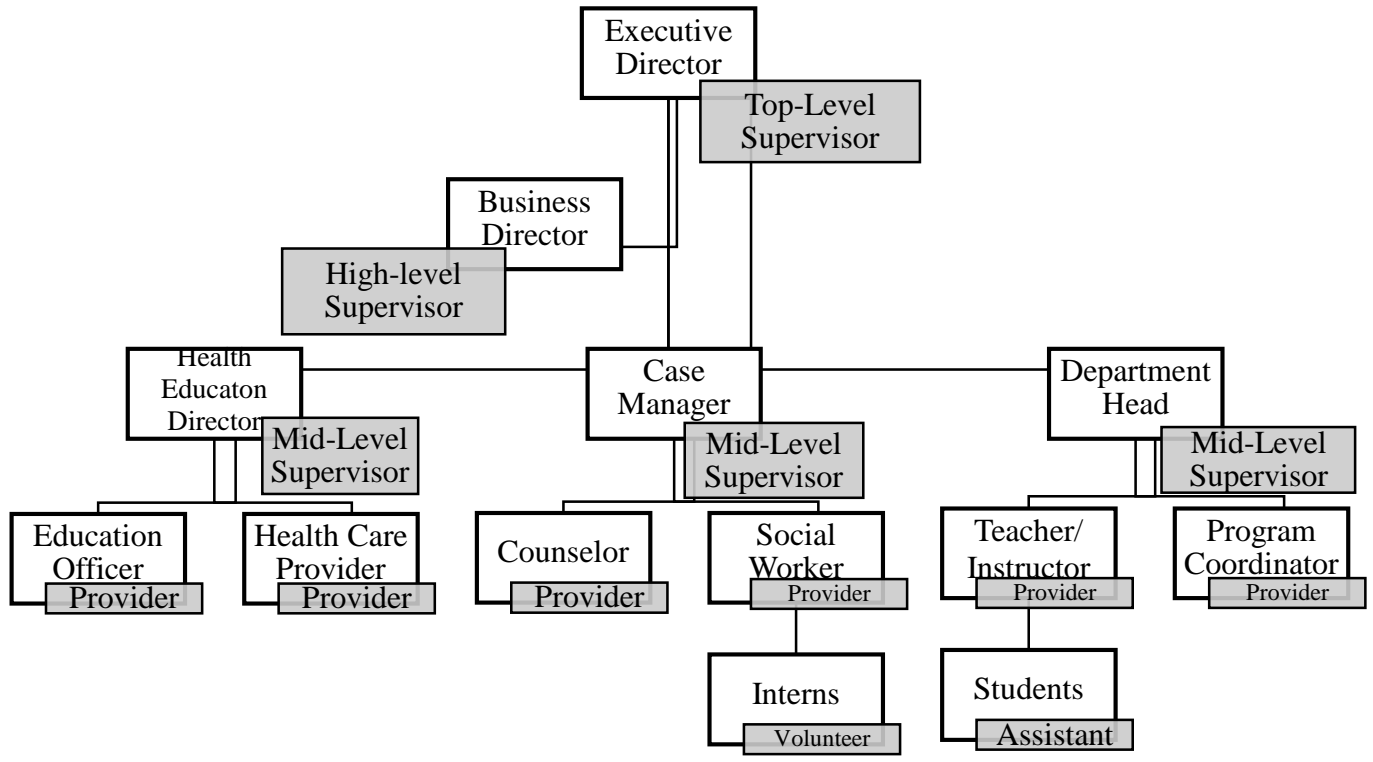 Executive
Director
Top-Level
Supervisor
Business
Director
High-level
Supervisor
Health
Educaton
Director
Mid-Level
Supervisor
Case
Manager
Mid-Level
Supervisor
Department
Head
Mid-Level
Supervisor
Education
Officer
Provider
Health Care
Provider
Provider
Counselor
Provider
Social
Worker
Provider
Teacher/
Instructor
Provider
Program
Coordinator
Provider
Interns
Volunteer
Students
Assistant